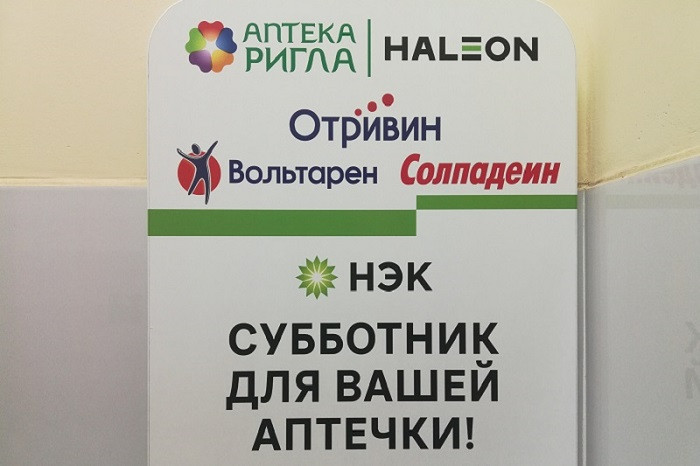 АПТЕКА
РИГЛА
HALEON
Отривин
Вольтарен
Солпадеин
НЭК
СУББОТНИК
ДЛЯ ВАШЕЙ
АПТЕЧКИ!